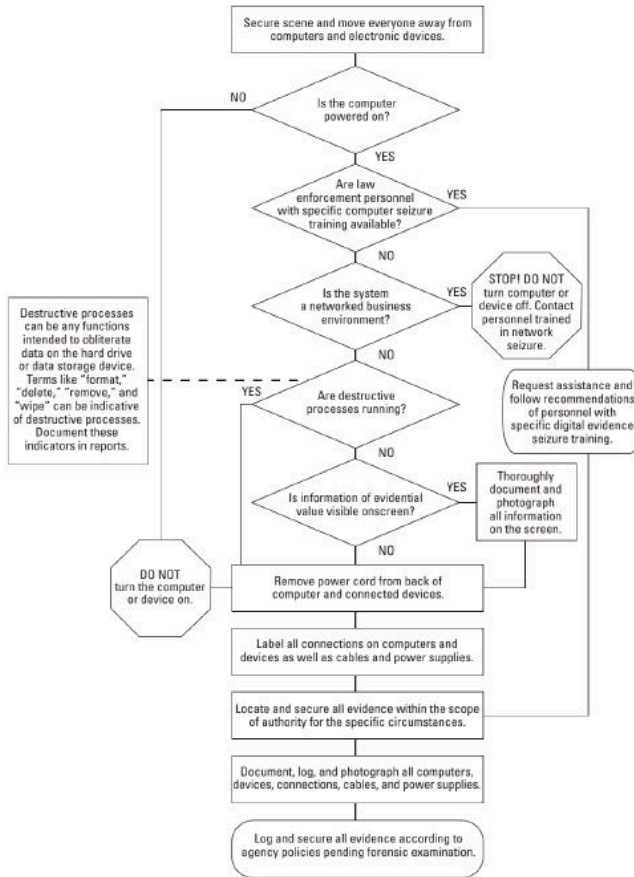 Secure scene and move everyone away from
computers and electronic devices.
NO
Is the computer
powered on?
YES
Are law
enforcement personnel
with specific computer seizure
training available?
YES
NO
Is the system
a networked business
environment?
YES
STOP! DO NOT
turn computer or
device off. Contact
personnel trained
in network
seizure.
NO
Destructive processes
can be any functions
intended to obliterate
data on the hard drive
or data storage device.
Terms like “format,”
“delete,” “remove,” and
“wipe” can be indicative
of destructive processes.
Document these
indicators in reports.
YES
Are destructive
processes running?
Request assistance and
follow recommendations
of personnel with
specific digital evidence
seizure training.
NO
Is information of evidential
value visible onscreen?
YES
Thoroughly
document and
photograph
all information
on the screen.
NO
DO NOT
turn the computer
or device on.
Remove power cord from back of
computer and connected devices.
Label all connections on computers and
devices as well as cables and power supplies.
Locate and secure all evidence within the scope
of authority for the specific circumstances.
Document, log, and photograph all computers,
devices, connections, cables, and power supplies.
Log and secure all evidence according to
agency policies pending forensic examination.